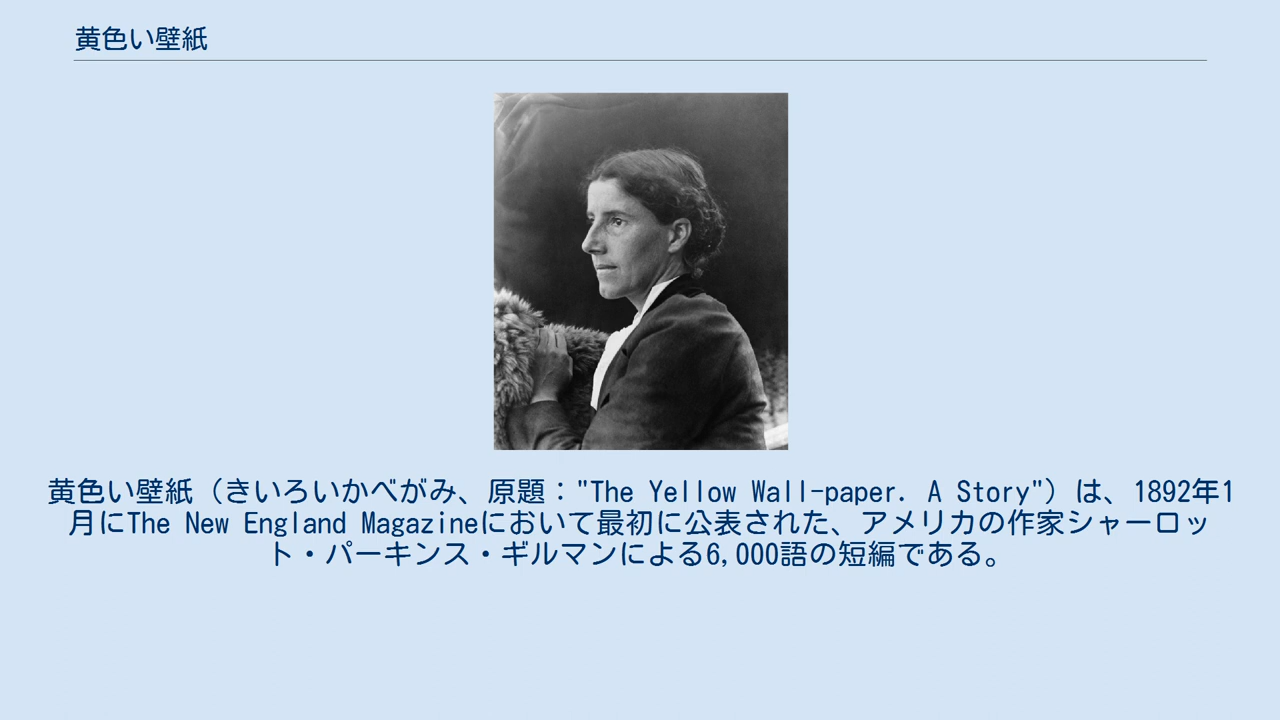 黄色い壁紙
黄色い壁紙（きいろいかべがみ、原題："The Yellow Wall-paper. A Story"）は、1892年1
月にThe New England Magazineにおいて最初に公表された、アメリカの作家シャーロッ
ト・パーキンス・ギルマンによる6,000語の短編である。